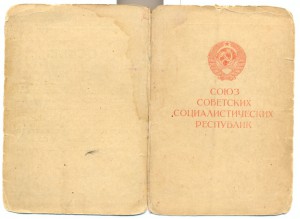 СОЮЗ
СОВЕТСКИХ
СОЦИАЛИСТИЧЕСКИХ
РЕСПУБЛИК